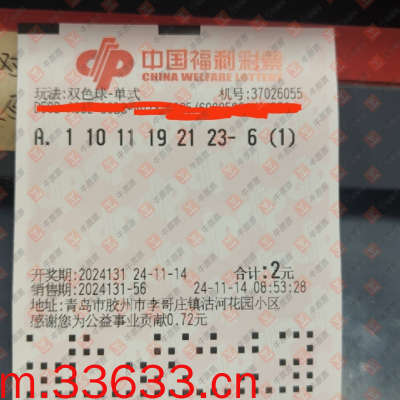 中国福利彩票
CHINA WELFARE LOTTERY
玩法:双色球-单式 机号:37026055
A. 1 10 11 19 21 23- 6 (1)
开奖期:2024131 24-11-14 合计:2元
销售期:2024131-56 24-11-14 08:53:28
地址:青岛市胶州市李哥庄镇沽河花园小区
感谢您为公益事业贡献0.72元
m.33633.cn